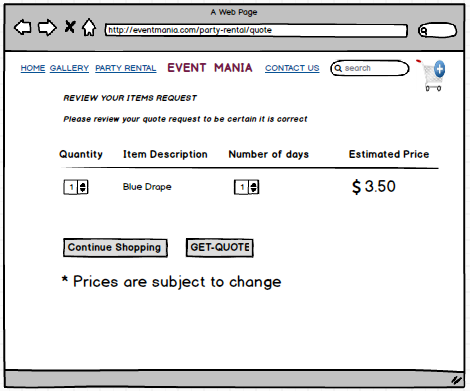 A Web Page
http://eventmania.com/party-rental/quote
HOME GALLERY PARTY RENTAL EVENT MANIA CONTACT US search
REVIEW YOUR ITEMS REQUEST
Please review your quote request to be certain it is correct
Quantity Item Description Number of days Estimated Price
1 Blue Drape 1 $ 3.50
Continue Shopping GET-QUOTE
* Prices are subject to change